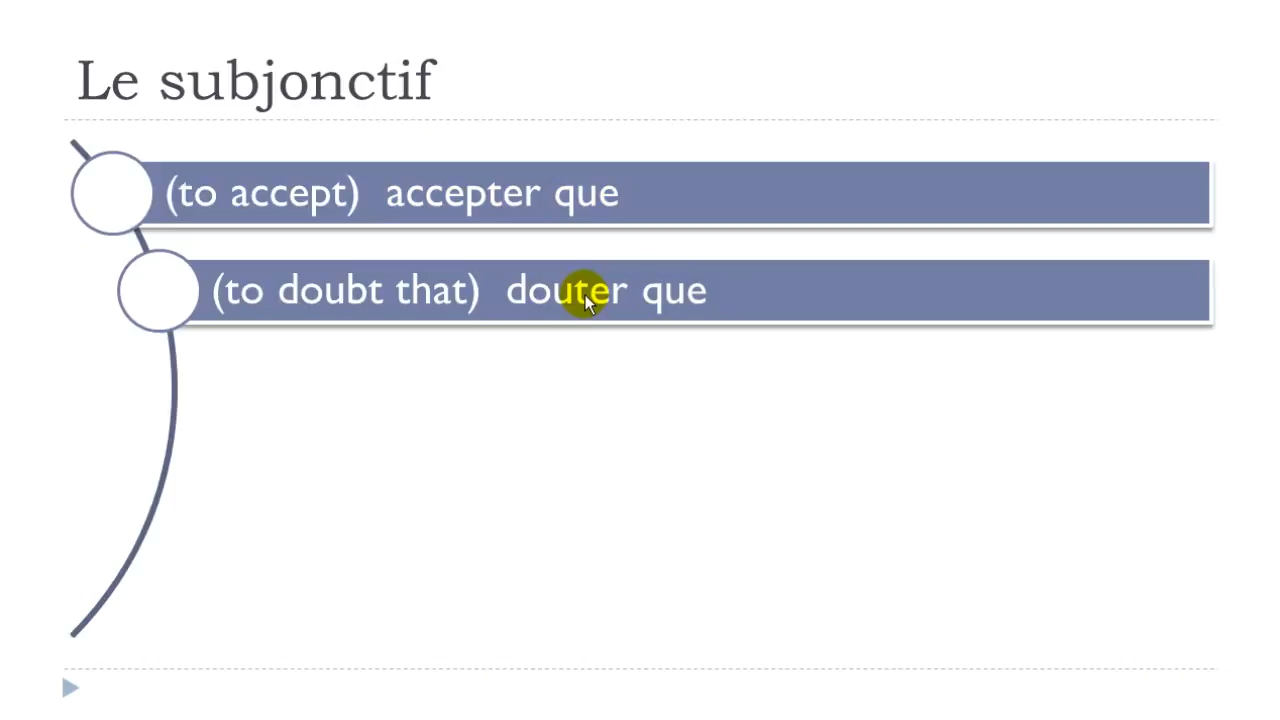 Le subjonctif
(to accept) accepter que
(to doubt that) douter que